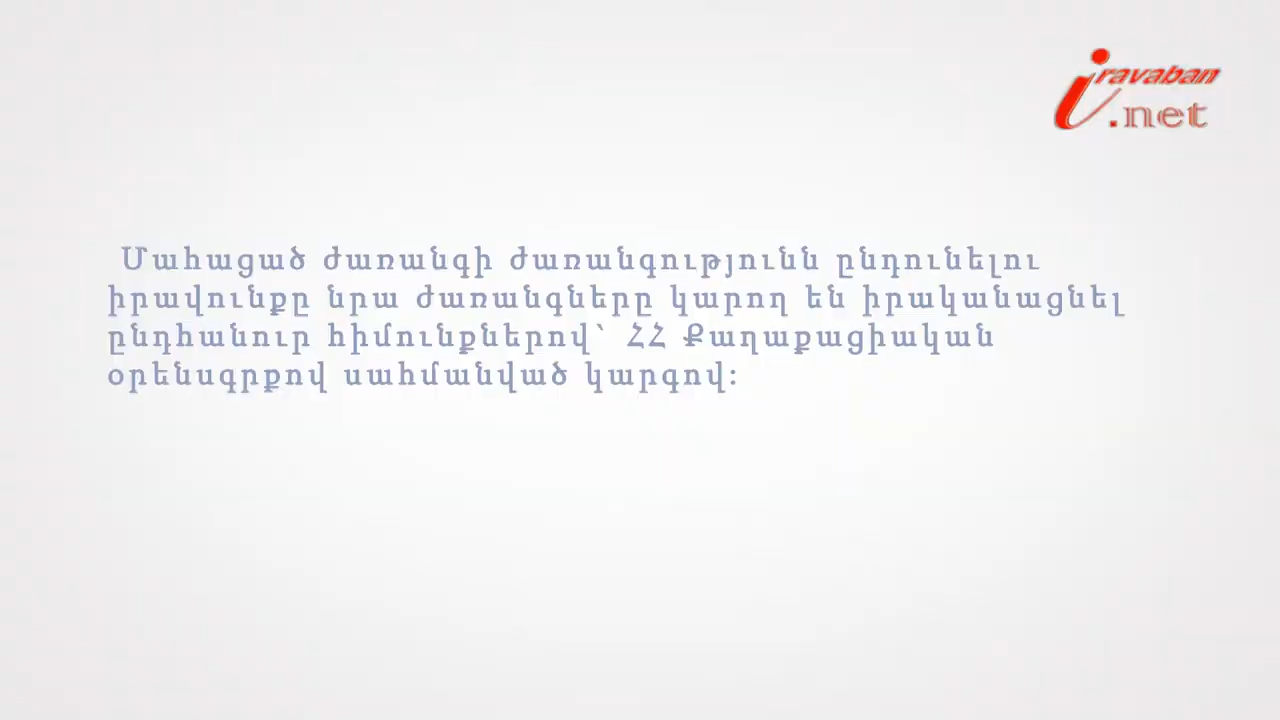 iravaban
.net
Մահացած ժառանգի ժառանգությունն ընդունելու
իրավունքը նրա ժառանգները կարող են իրականացնել
ընդհանուր հիմունքներով՝ ՀՀ Քաղաքացիական
օրենսգրքով սահմանված կարգով: